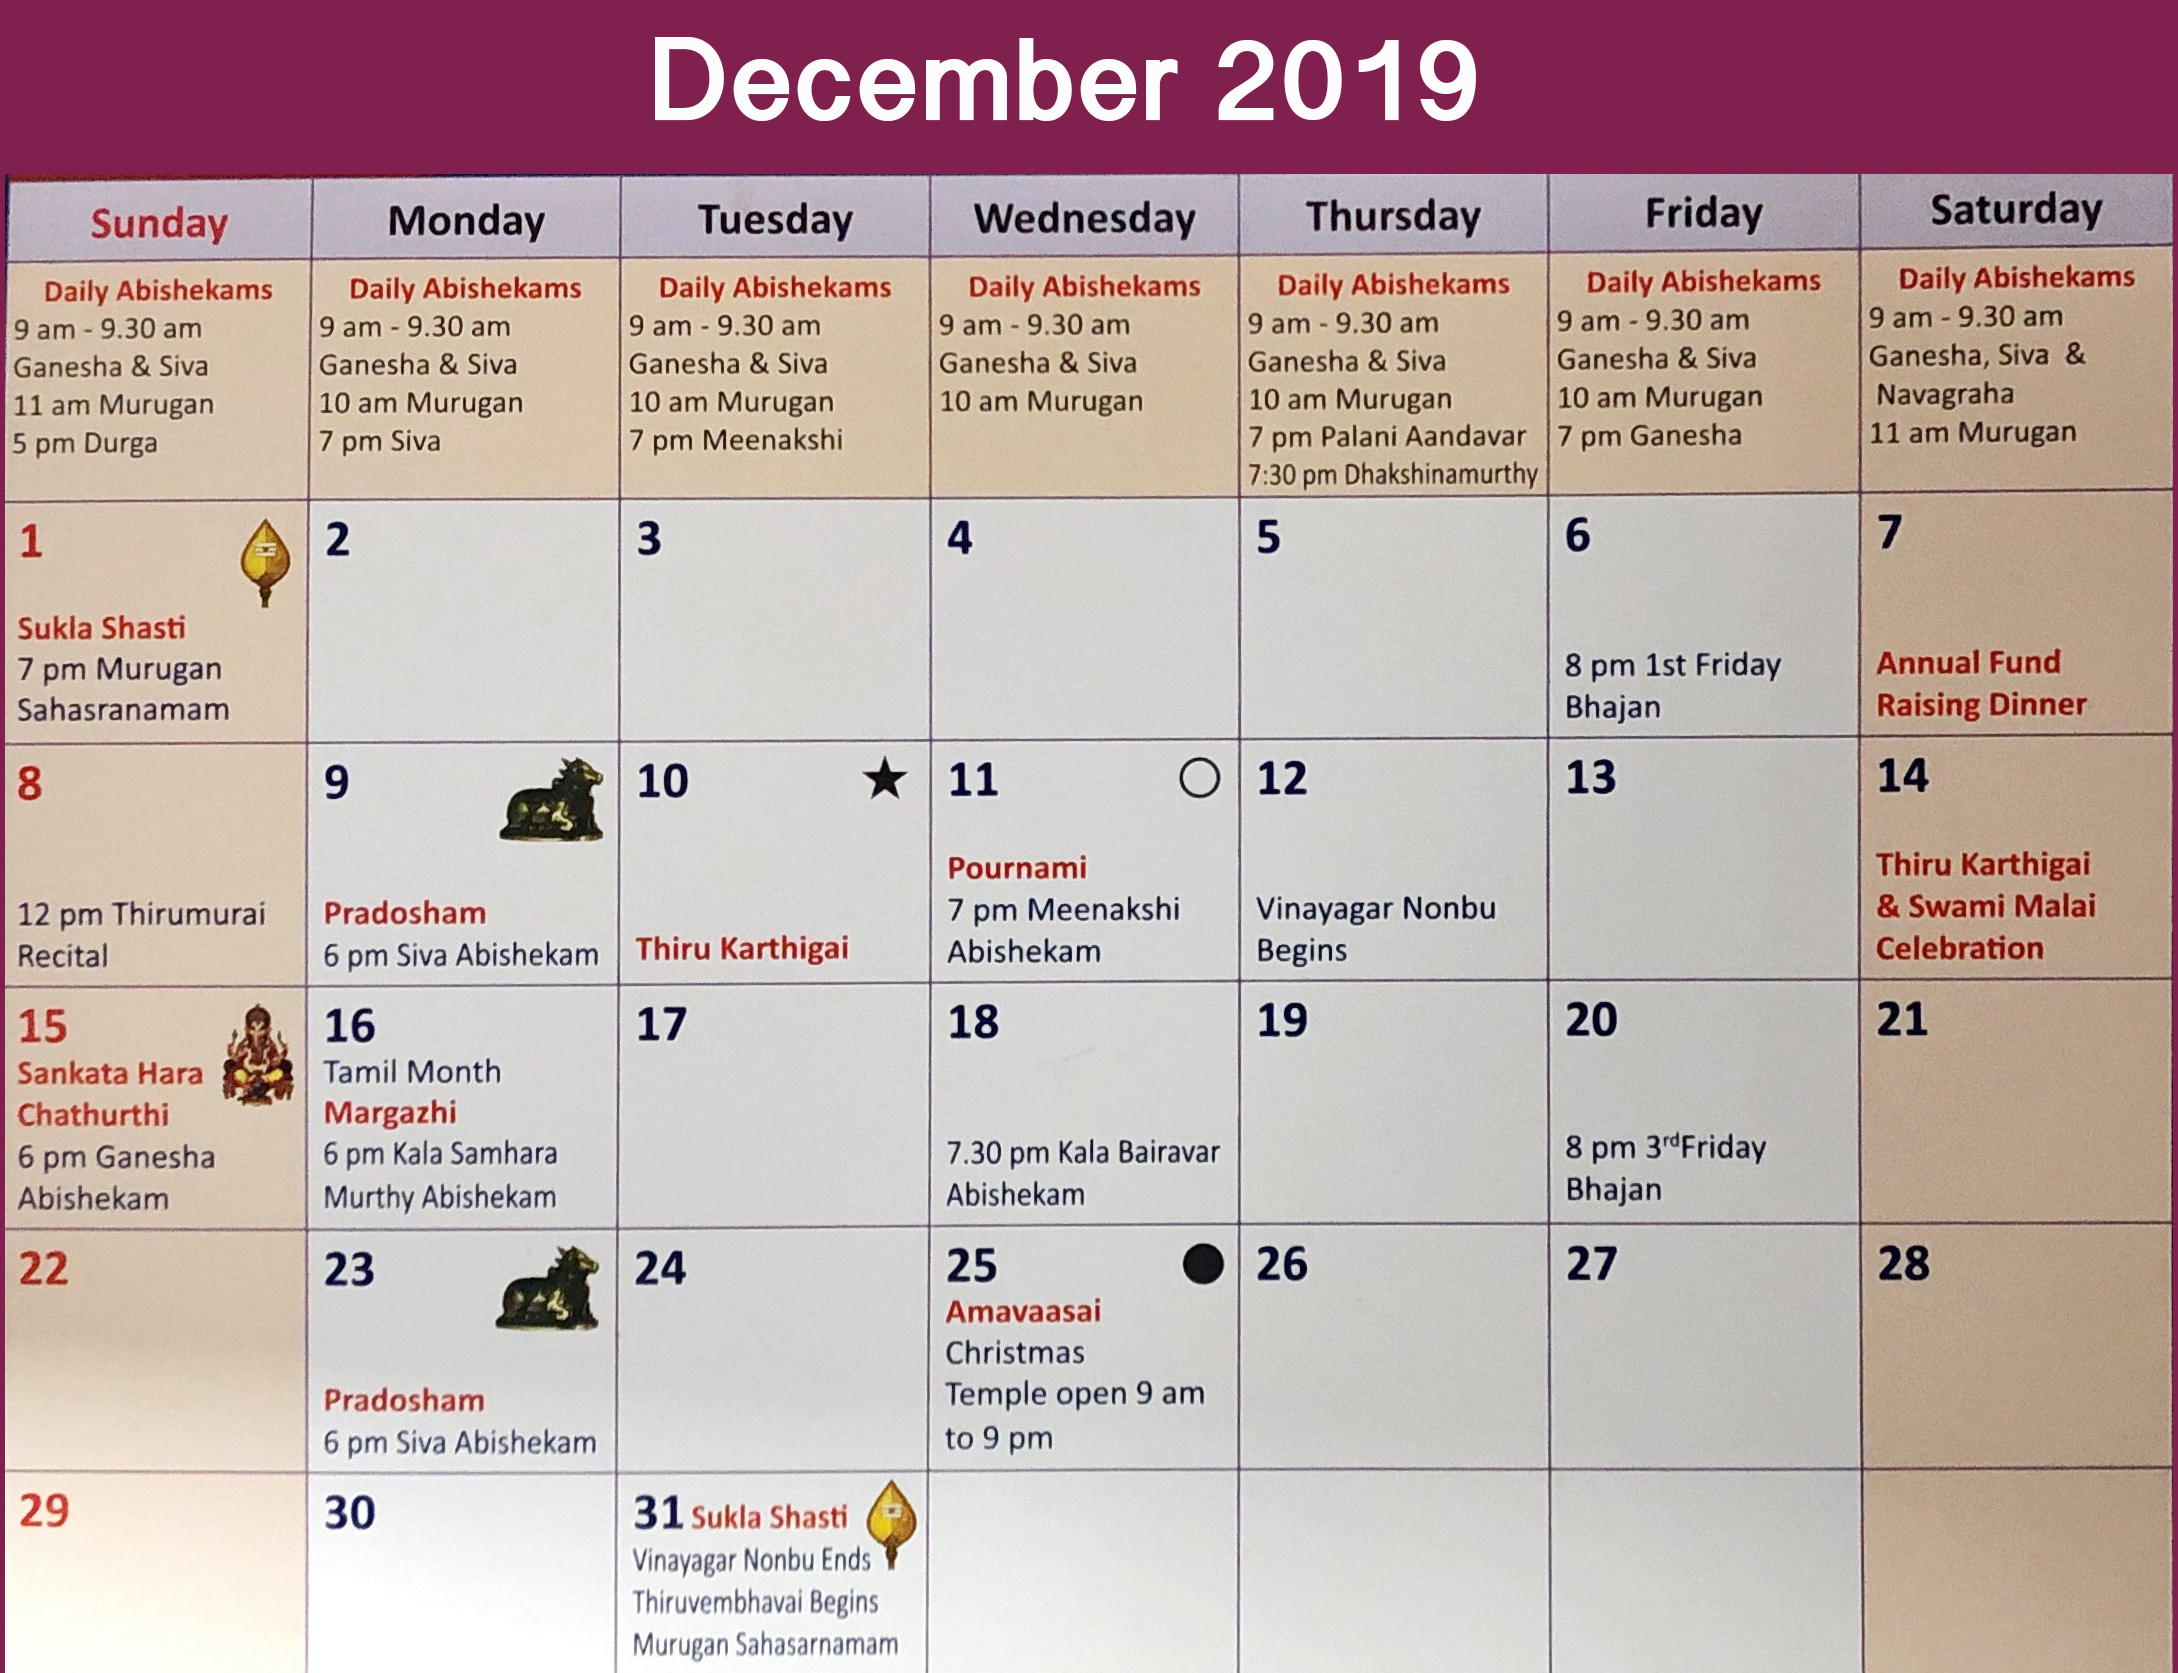 December 2019
Sunday
Monday
Tuesday
Wednesday
Thursday
Friday
Saturday
Daily Abishekams
9 am - 9.30 am
Ganesha & Siva
11 am Murugan
5 pm Durga
Daily Abishekams
9 am - 9.30 am
Ganesha & Siva
10 am Murugan
7 pm Siva
Daily Abishekams
9 am - 9.30 am
Ganesha & Siva
10 am Murugan
7 pm Meenakshi
Daily Abishekams
9 am - 9.30 am
Ganesha & Siva
10 am Murugan
Daily Abishekams
9 am - 9.30 am
Ganesha & Siva
10 am Murugan
7 pm Palani Aandavar
7:30 pm Dhakshinamurthy
Daily Abishekams
9 am - 9.30 am
Ganesha & Siva
10 am Murugan
7 pm Ganesha
Daily Abishekams
9 am - 9.30 am
Ganesha, Siva &
Navagraha
11 am Murugan
1
Sukla Shasti
7 pm Murugan
Sahasranamam
2
3
4
5
6
8 pm 1st Friday
Bhajan
7
Annual Fund
Raising Dinner
8
12 pm Thirumurai
Recital
9
Pradosham
6 pm Siva Abishekam
10
Thiru Karthigai
11
Pournami
7 pm Meenakshi
Abishekam
12
Vinayagar Nonbu
Begins
13
14
Thiru Karthigai
& Swami Malai
Celebration
15
Sankata Hara
Chathurthi
6 pm Ganesha
Abishekam
16
Tamil Month
Margazhi
6 pm Kala Samhara
Murthy Abishekam
17
18
7.30 pm Kala Bairavar
Abishekam
19
20
8 pm 3rdFriday
Bhajan
21
22
23
Pradosham
6 pm Siva Abishekam
24
25
Amavaasai
Christmas
Temple open 9 am
to 9 pm
26
27
28
29
30
31 Sukla Shasti
Vinayagar Nonbu Ends
Thiruvembhavai Begins
Murugan Sahasarnamam